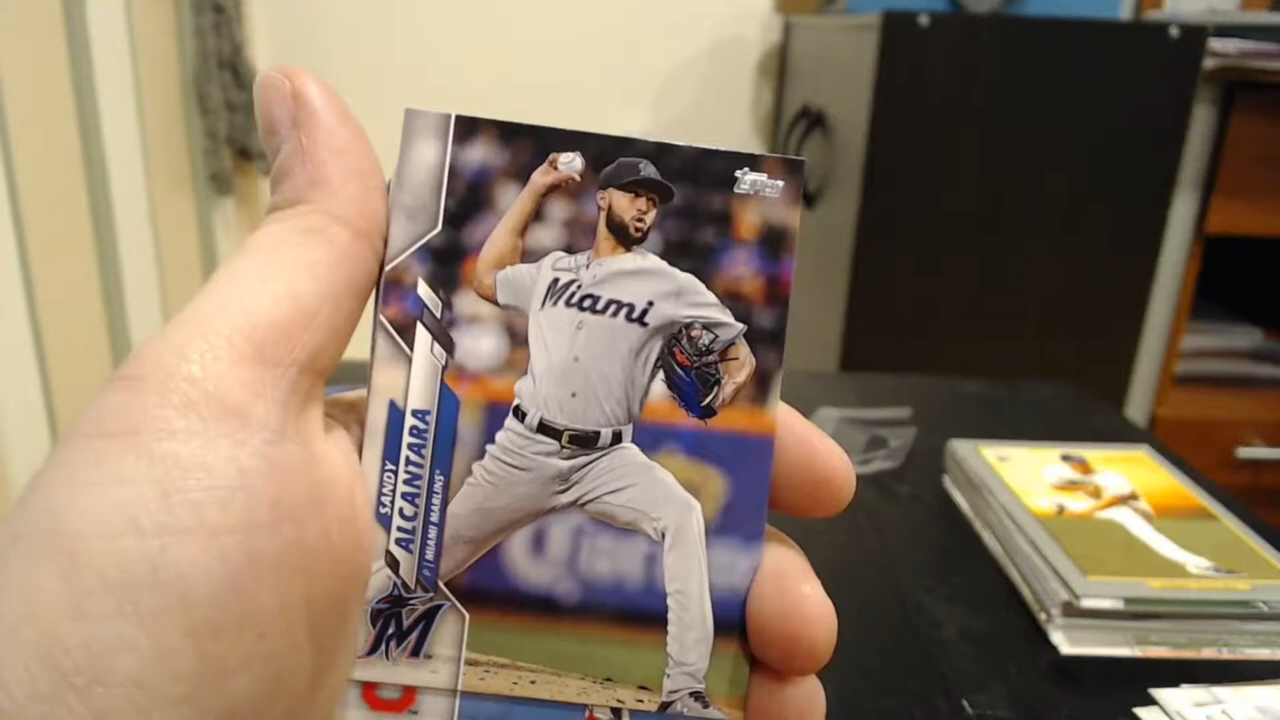 Topps
Miami
SANDY
ALCANTARA
P | MIAMI MARLINS®
M